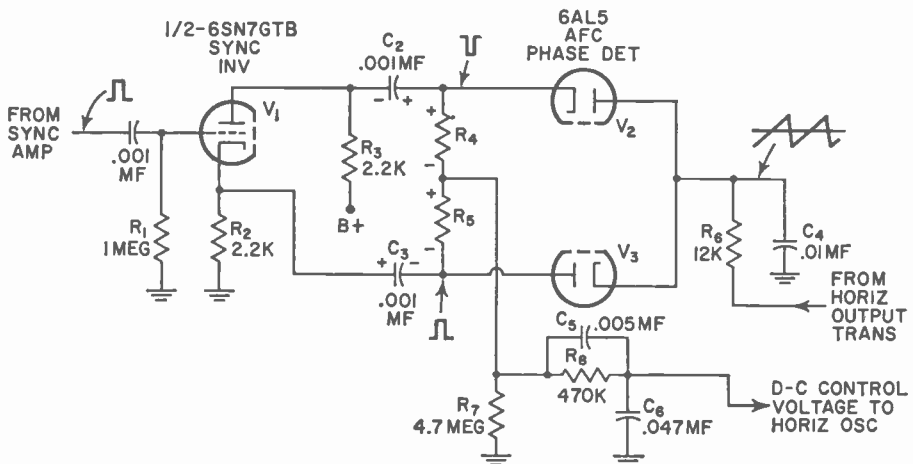 1/2-6SN7GTB
SYNC
INV
6AL5
AFC
PHASE DET
C2
.001MF
- +
FROM
SYNC
AMP
V1
V2
.001
MF
+
R4
-
R3
2.2K
B+
+
R5
-
R1
1 MEG
R2
2.2K
C3
+ -
.001
MF
V3
R6
12K
C4
.01MF
FROM
HORIZ
OUTPUT
TRANS
C5 .005MF
R8
470K
R7
4.7MEG
C6
.047MF
D-C CONTROL
VOLTAGE TO
HORIZ OSC